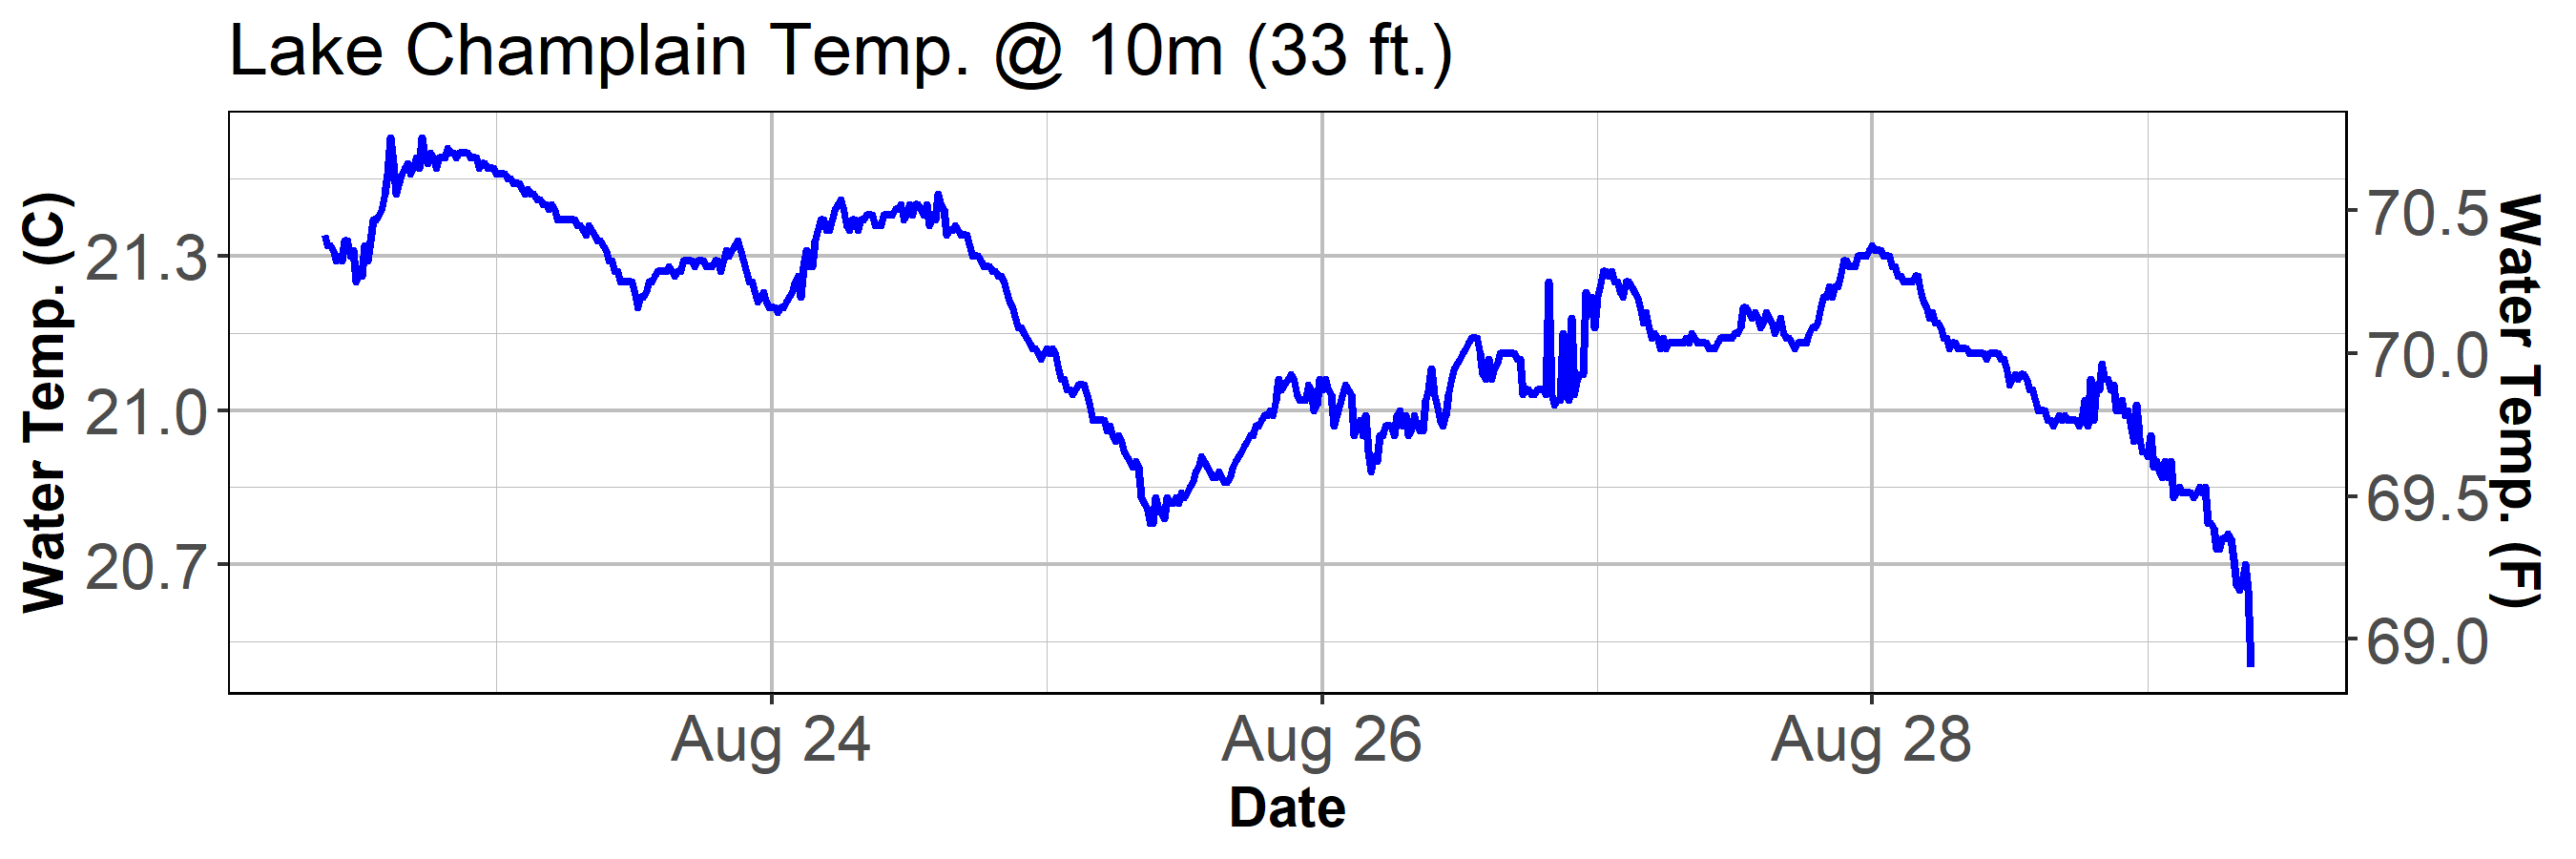 Lake Champlain Temp. @ 10m (33 ft.)
Water Temp. (C)
21.3
21.0
20.7
70.5
70.0
69.5
69.0
Water Temp. (F)
Aug 24
Aug 26
Aug 28
Date